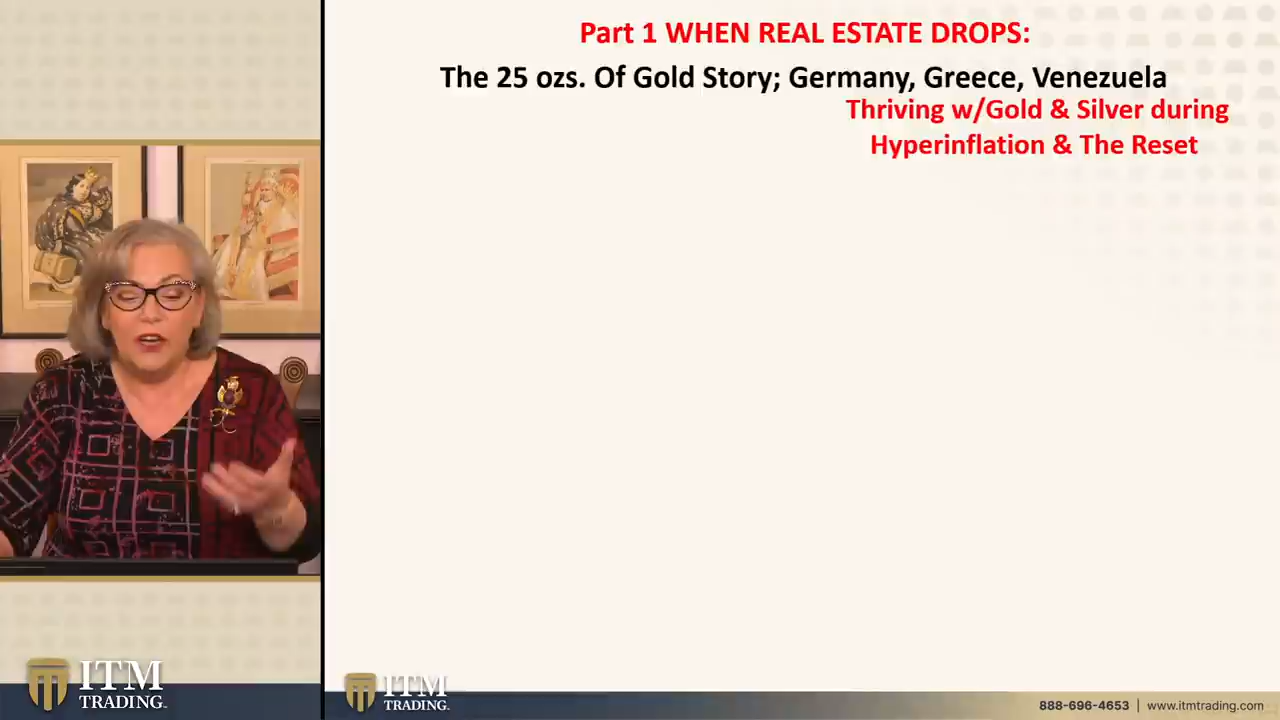 Part 1 WHEN REAL ESTATE DROPS:
The 25 ozs. Of Gold Story; Germany, Greece, Venezuela
Thriving w/Gold & Silver during
Hyperinflation & The Reset
ITM
TRADING
ITM
TRADING
888-696-4653 | www.itmtrading.com